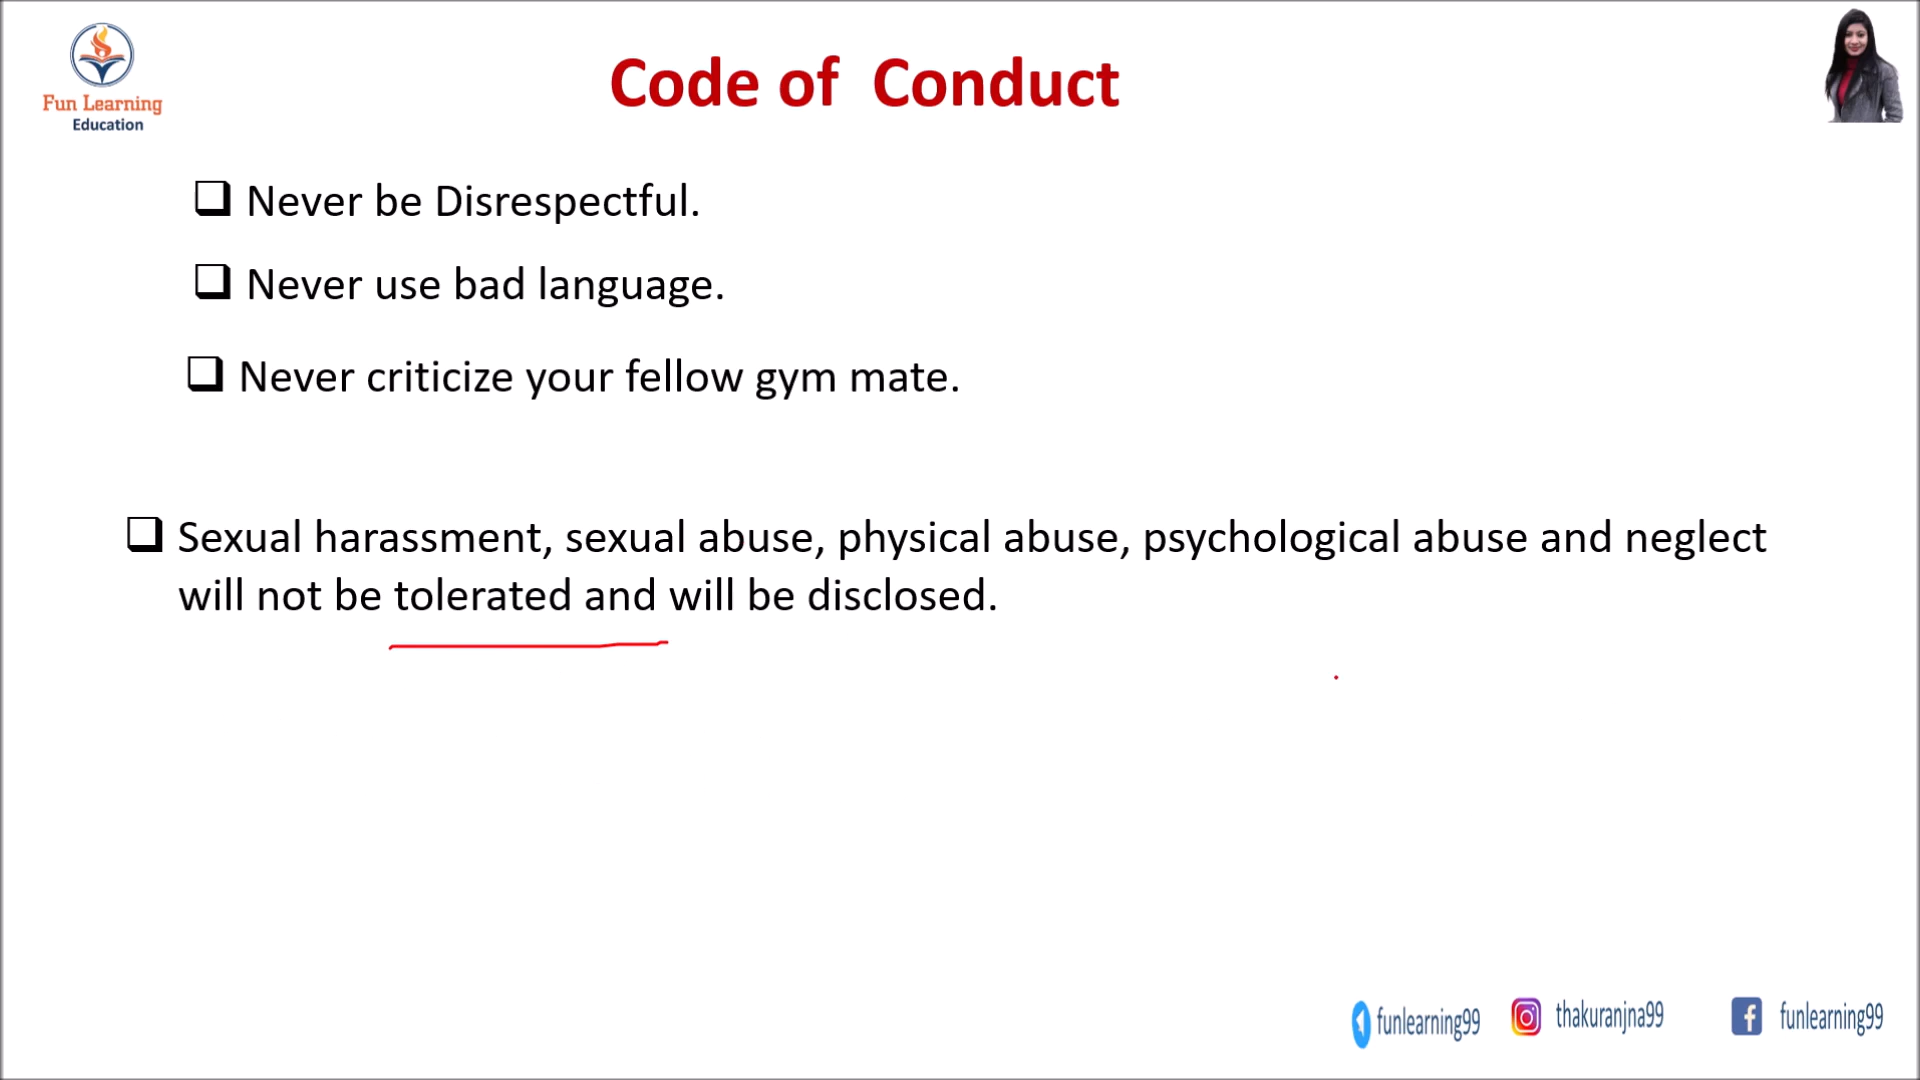 Fun Learning
Education
Code of Conduct
Never be Disrespectful.
Never use bad language.
Never criticize your fellow gym mate.
Sexual harassment, sexual abuse, physical abuse, psychological abuse and neglect
will not be tolerated and will be disclosed.
funlearning99 thakuranjna99 funlearning99